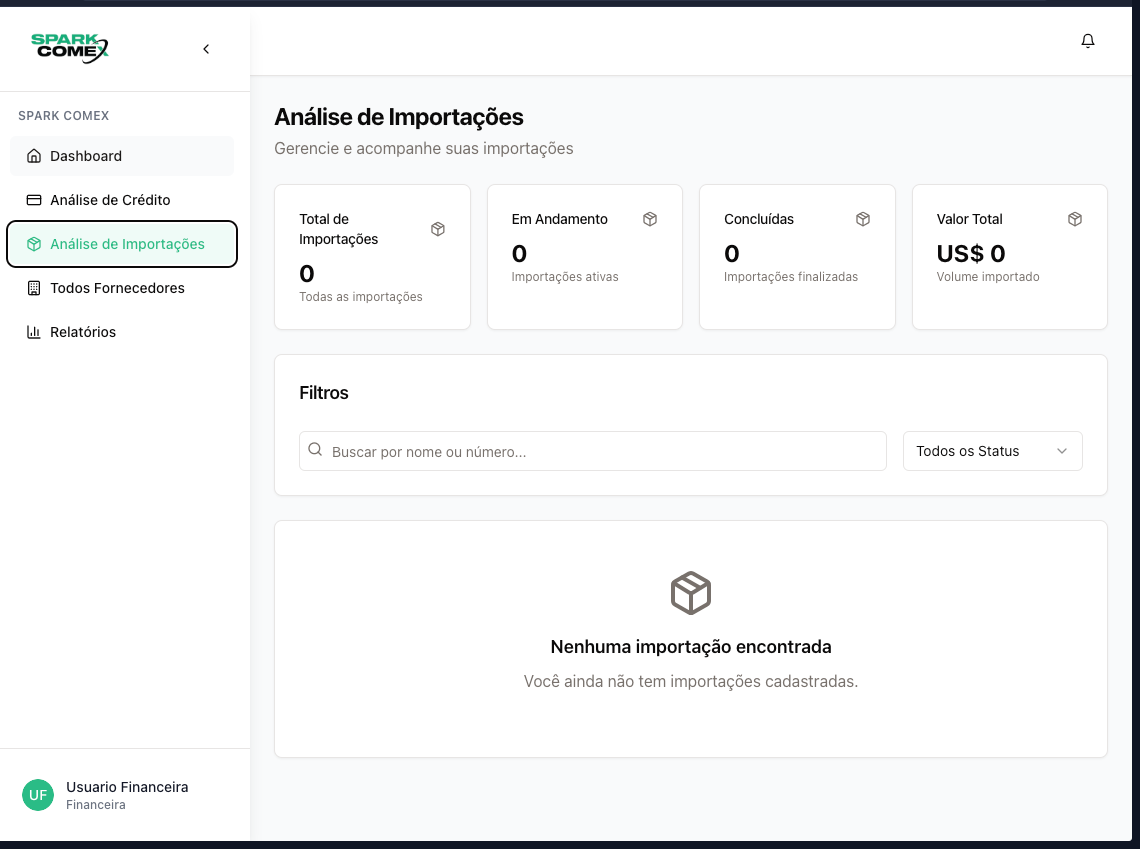 SPARK
COMEX
SPARK COMEX
Dashboard
Análise de Crédito
Análise de Importações
Todos Fornecedores
Relatórios
UF
Usuario Financeira
Financeira
Análise de Importações
Gerencie e acompanhe suas importações
Total de
Importações
0
Todas as importações
Em Andamento
0
Importações ativas
Concluídas
0
Importações finalizadas
Valor Total
US$ 0
Volume importado
Filtros
Buscar por nome ou número...
Todos os Status
Nenhuma importação encontrada
Você ainda não tem importações cadastradas.